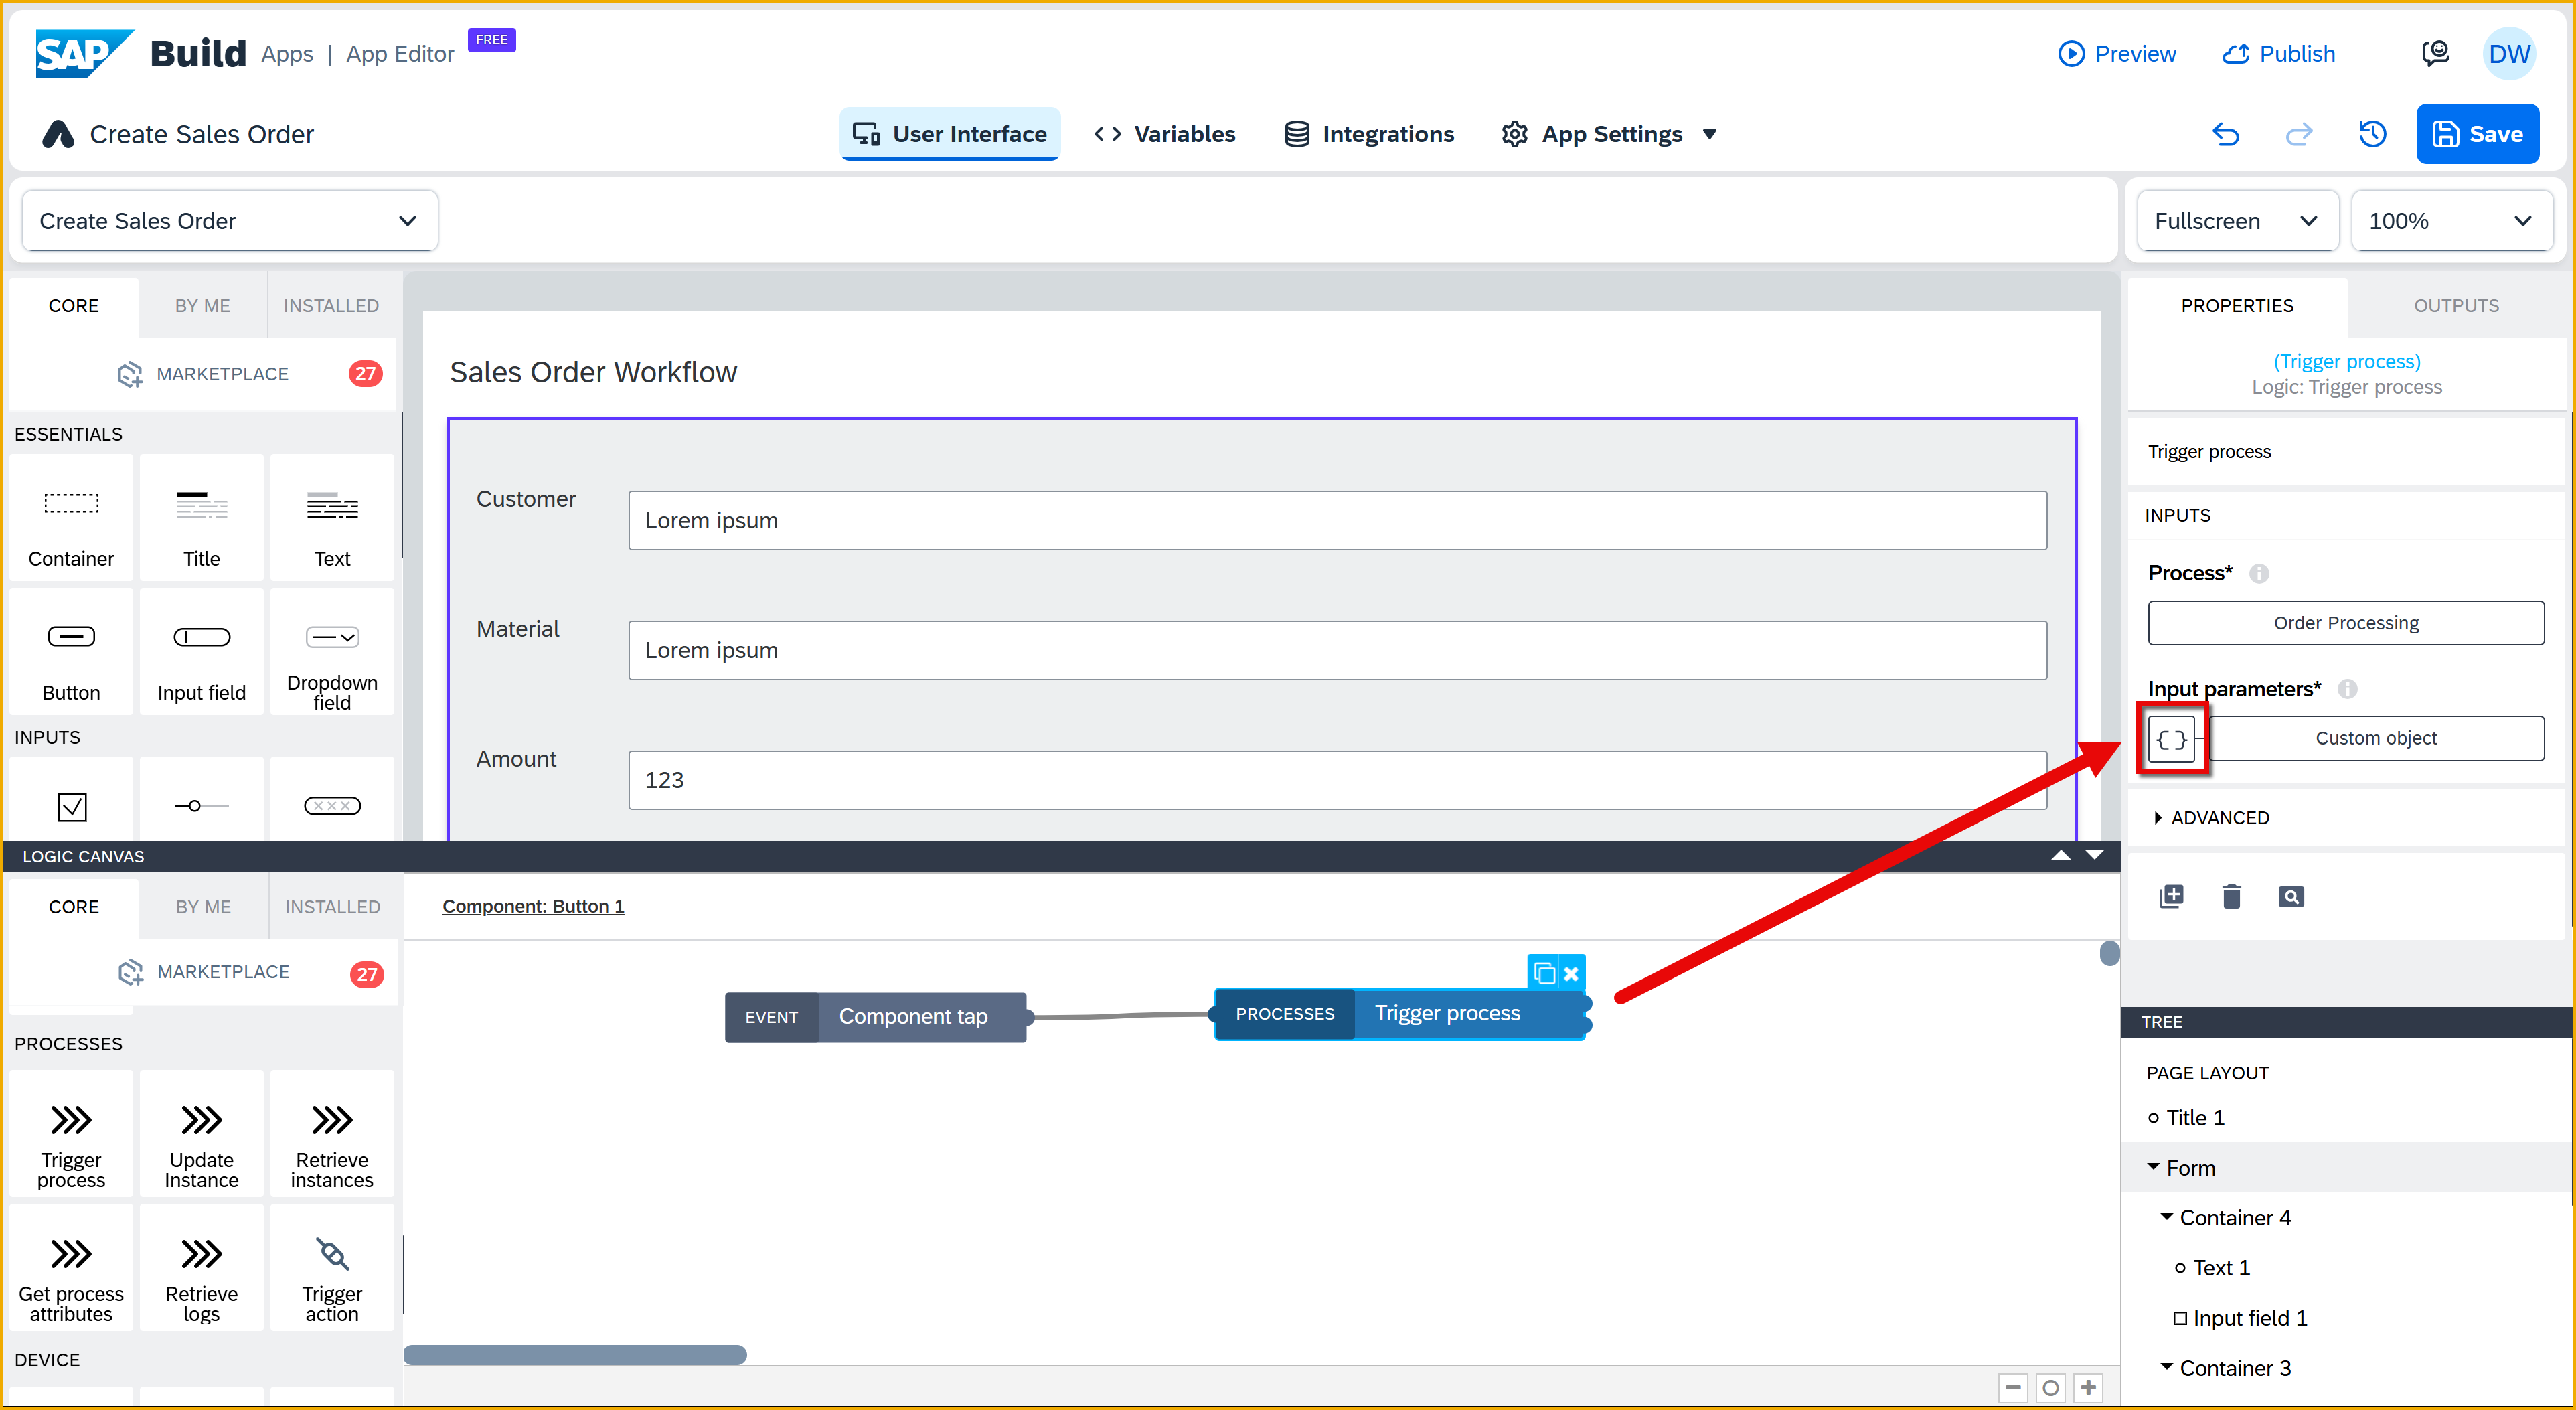 SAP Build Apps | App Editor FREE
Preview Publish DW
Create Sales Order
User Interface Variables Integrations App Settings
Save
Create Sales Order
Fullscreen 100%
CORE BY ME INSTALLED
MARKETPLACE 27
ESSENTIALS
Container Title Text
Button Input field Dropdown field
INPUTS
Sales Order Workflow
Customer Lorem ipsum
Material Lorem ipsum
Amount 123
PROPERTIES OUTPUTS
(Trigger process)
Logic: Trigger process
Trigger process
INPUTS
Process*
Order Processing
Input parameters*
{ } Custom object
ADVANCED
LOGIC CANVAS
CORE BY ME INSTALLED
MARKETPLACE 27
PROCESSES
Trigger process
Update Instance
Retrieve instances
Get process attributes
Retrieve logs
Trigger action
DEVICE
Component: Button 1
EVENT Component tap
PROCESSES Trigger process
TREE
PAGE LAYOUT
Title 1
Form
Container 4
Text 1
Input field 1
Container 3